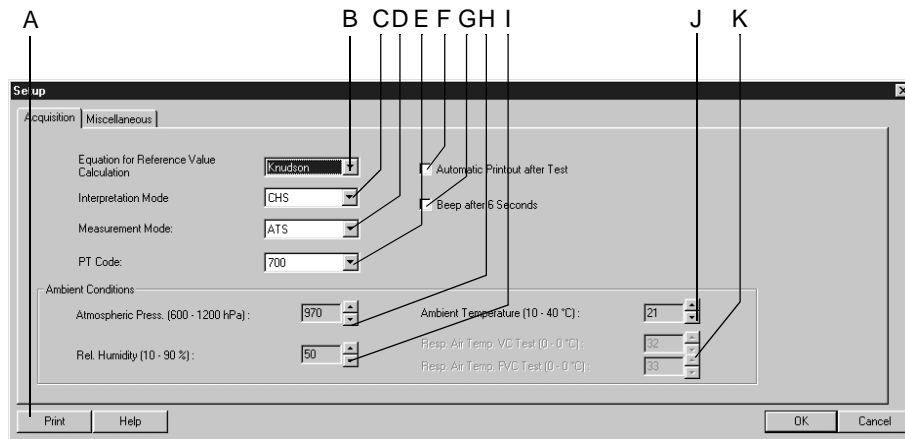 A B C D E F G H I J K
Setup
Acquisition Miscellaneous
Equation for Reference Value
Calculation
Knudson
Automatic Printout after Test
Interpretation Mode
CHS
Beep after 6 Seconds
Measurement Mode:
ATS
PT Code:
700
Ambient Conditions
Atmospheric Press. (600 - 1200 hPa) :
970
Ambient Temperature (10 - 40 °C) :
21
Rel. Humidity (10 - 90 %) :
50
Resp. Air Temp. VC Test (0 - 0 °C) :
32
Resp. Air Temp. FVC Test (0 - 0 °C) :
33
Print Help OK Cancel